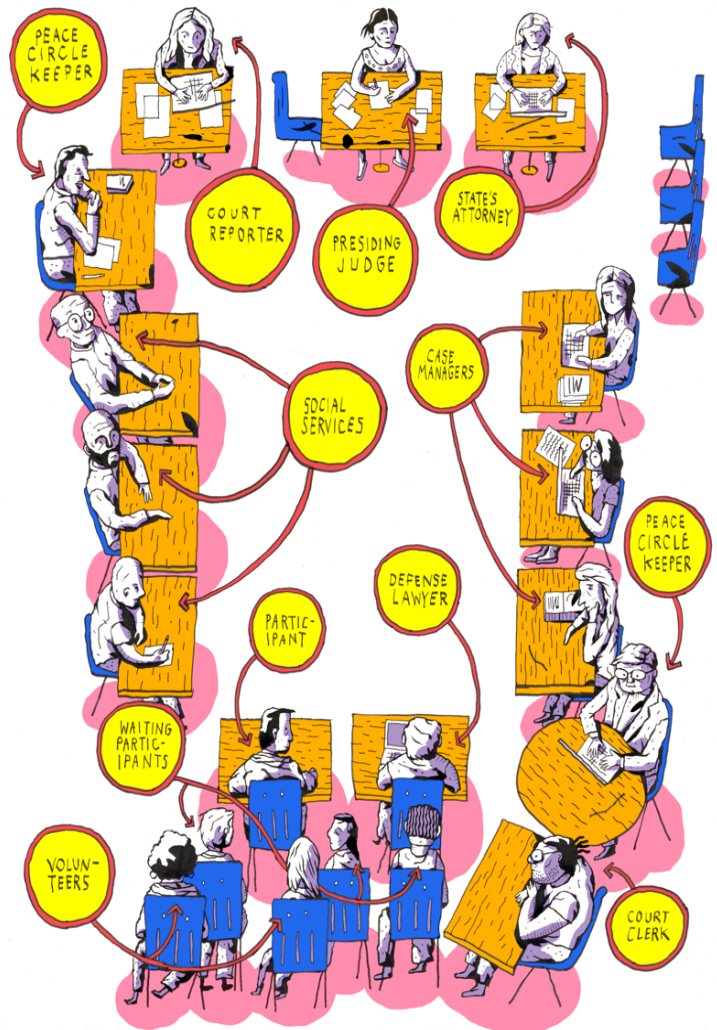 PEACE
CIRCLE
KEEPER
COURT
REPORTER
PRESIDING
JUDGE
STATE'S
ATTORNEY
SOCIAL
SERVICES
CASE
MANAGERS
PEACE
CIRCLE
KEEPER
DEFENSE
LAWYER
PARTIC-
IPANT
WAITING
PARTIC-
IPANTS
VOLUN-
TEERS
COURT
CLERK